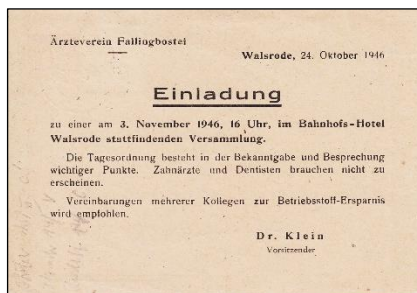 Ärzteverein Fallingbostel
Walsrode, 24. Oktober 1946
Einladung
zu einer am 3. November 1946, 16 Uhr, im Bahnhofs-Hotel
Walsrode stattfindenden Versammlung.
Die Tagesordnung besteht in der Bekanntgabe und Besprechung
wichtiger Punkte. Zahnärzte und Dentisten brauchen nicht zu
erscheinen.
Vereinbarungen mehrerer Kollegen zur Betriebsstoff-Ersparnis
wird empfohlen.
Dr. Klein
Vorsitzender